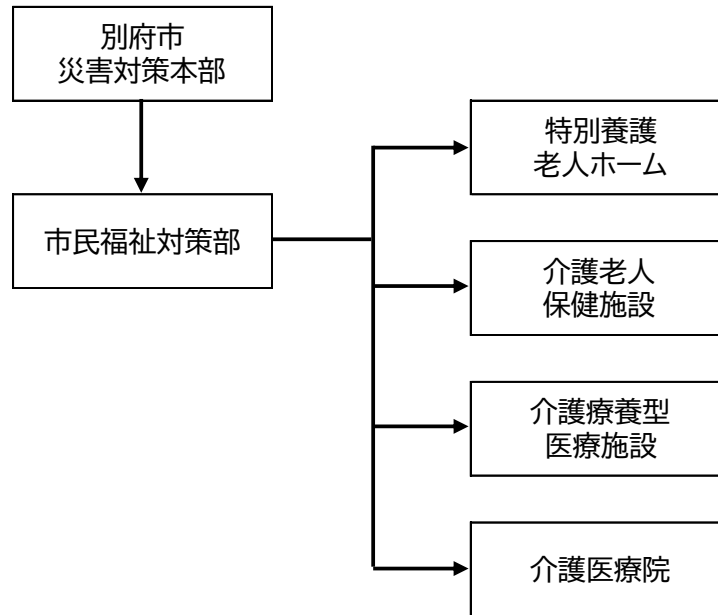 別府市
災害対策本部
市民福祉対策部
特別養護
老人ホーム
介護老人
保健施設
介護療養型
医療施設
介護医療院